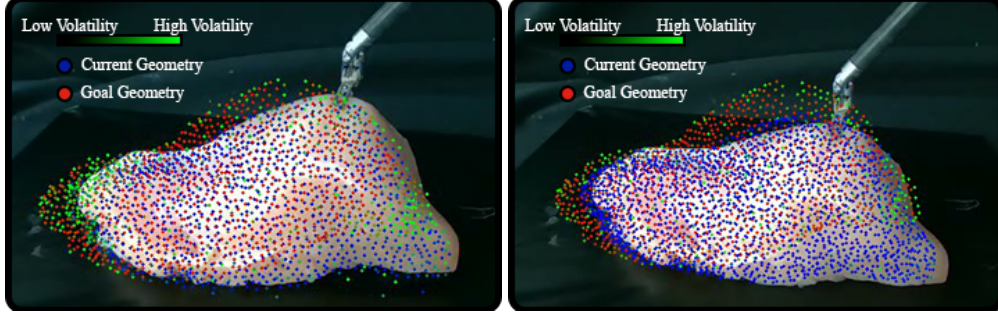 Low Volatility High Volatility
Current Geometry
Goal Geometry
Low Volatility High Volatility
Current Geometry
Goal Geometry